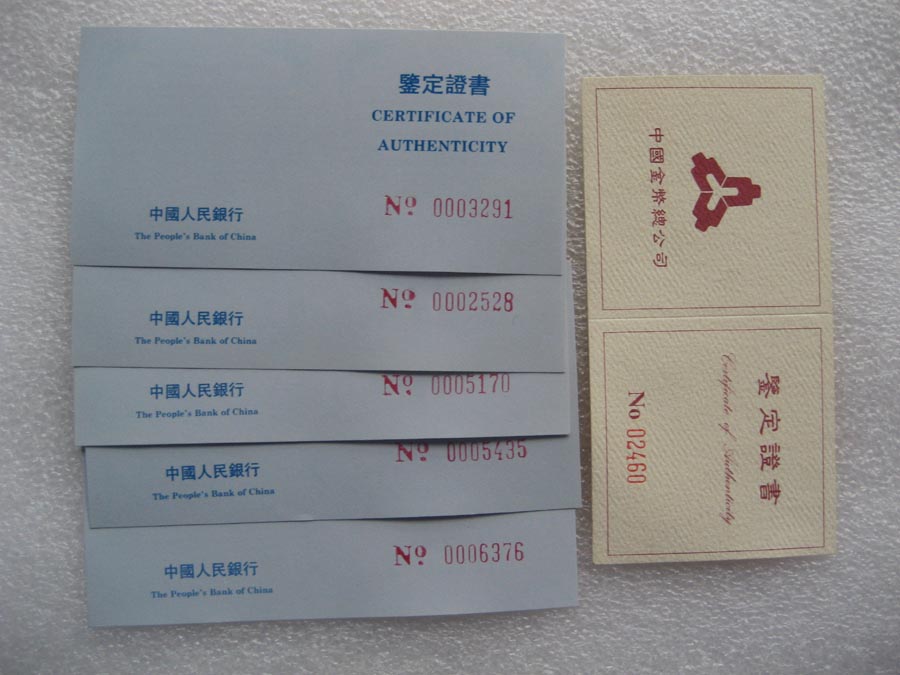 鑒定證書
CERTIFICATE OF
AUTHENTICITY
No 0003291
中國人民銀行
The People's Bank of China
No 0002528
中國人民銀行
The People's Bank of China
No 0005170
中國人民銀行
The People's Bank of China
No 0005435
中國人民銀行
The People's Bank of China
No 0006376
中國人民銀行
The People's Bank of China
中國金幣總公司
鑒定證書
Certificate of Authenticity
No 02460